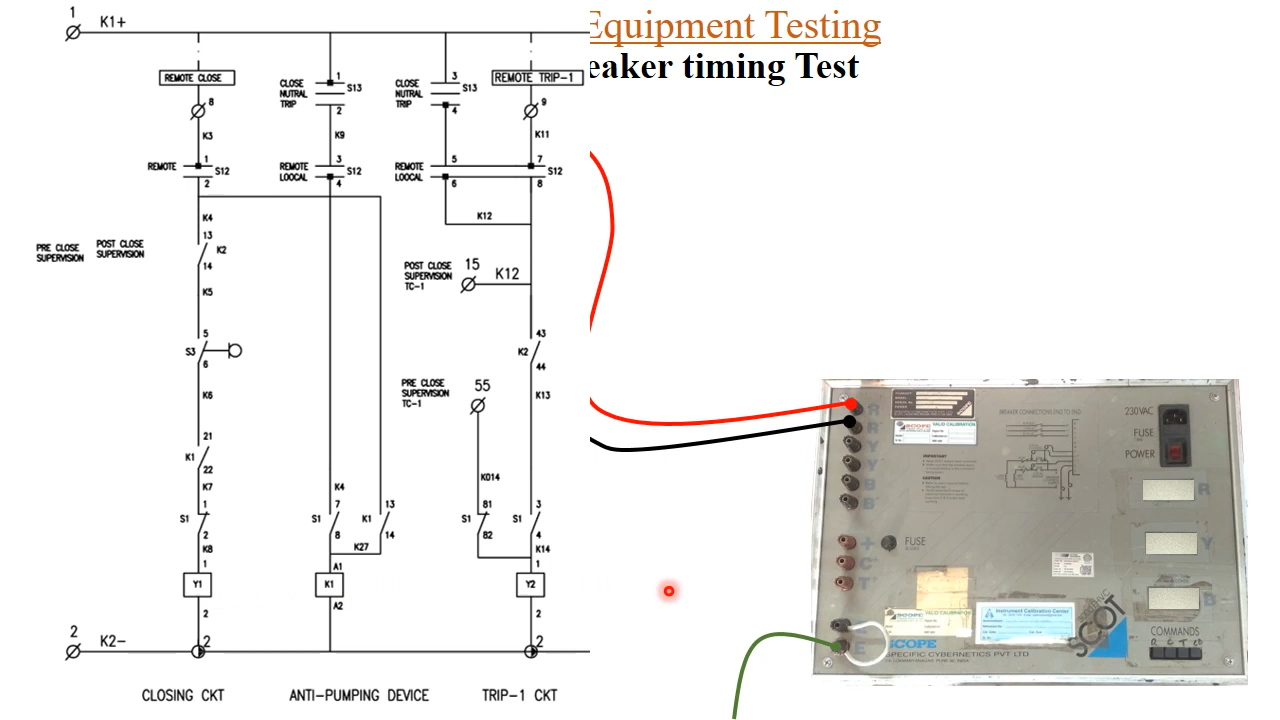 Equipment Testing
eaker timing Test
1
K1+
REMOTE CLOSE
8
K3
REMOTE
1
S12
2
K4
PRE CLOSE
SUPERVISION
POST CLOSE
SUPERVISION
13
K2
14
K5
5
S3
6
K6
21
K1
22
K7
1
S1
2
K8
1
Y1
2
CLOSE
NUTRAL
TRIP
1
S13
2
K9
REMOTE
LOOCAL
3
S12
4
K4
7
S1
8
13
K1
14
K27
A1
K1
A2
CLOSE
NUTRAL
TRIP
3
S13
4
REMOTE TRIP-1
9
K11
REMOTE
LOOCAL
5
7
S12
6
8
K12
POST CLOSE
SUPERVISION
TC-1
15
K12
43
K2
44
K13
PRE CLOSE
SUPERVISION
TC-1
55
K014
81
S1
82
3
S1
4
K14
1
Y2
2
2
K2-
2
2
CLOSING CKT
ANTI-PUMPING DEVICE
TRIP-1 CKT
R
R
Y
Y
B
B
+
C
T
E
FUSE
SCOPE
VALID CALIBRATION
BREAKER CONNECTIONS END TO END
IMPORTANT
CAUTION
230VAC
FUSE
POWER
R
Y
B
SCOPE
VALID CALIBRATION
Instrument Calibration Center
SCOT
SCOPE
SPECIFIC CYBERNETICS PVT LTD
COMMANDS